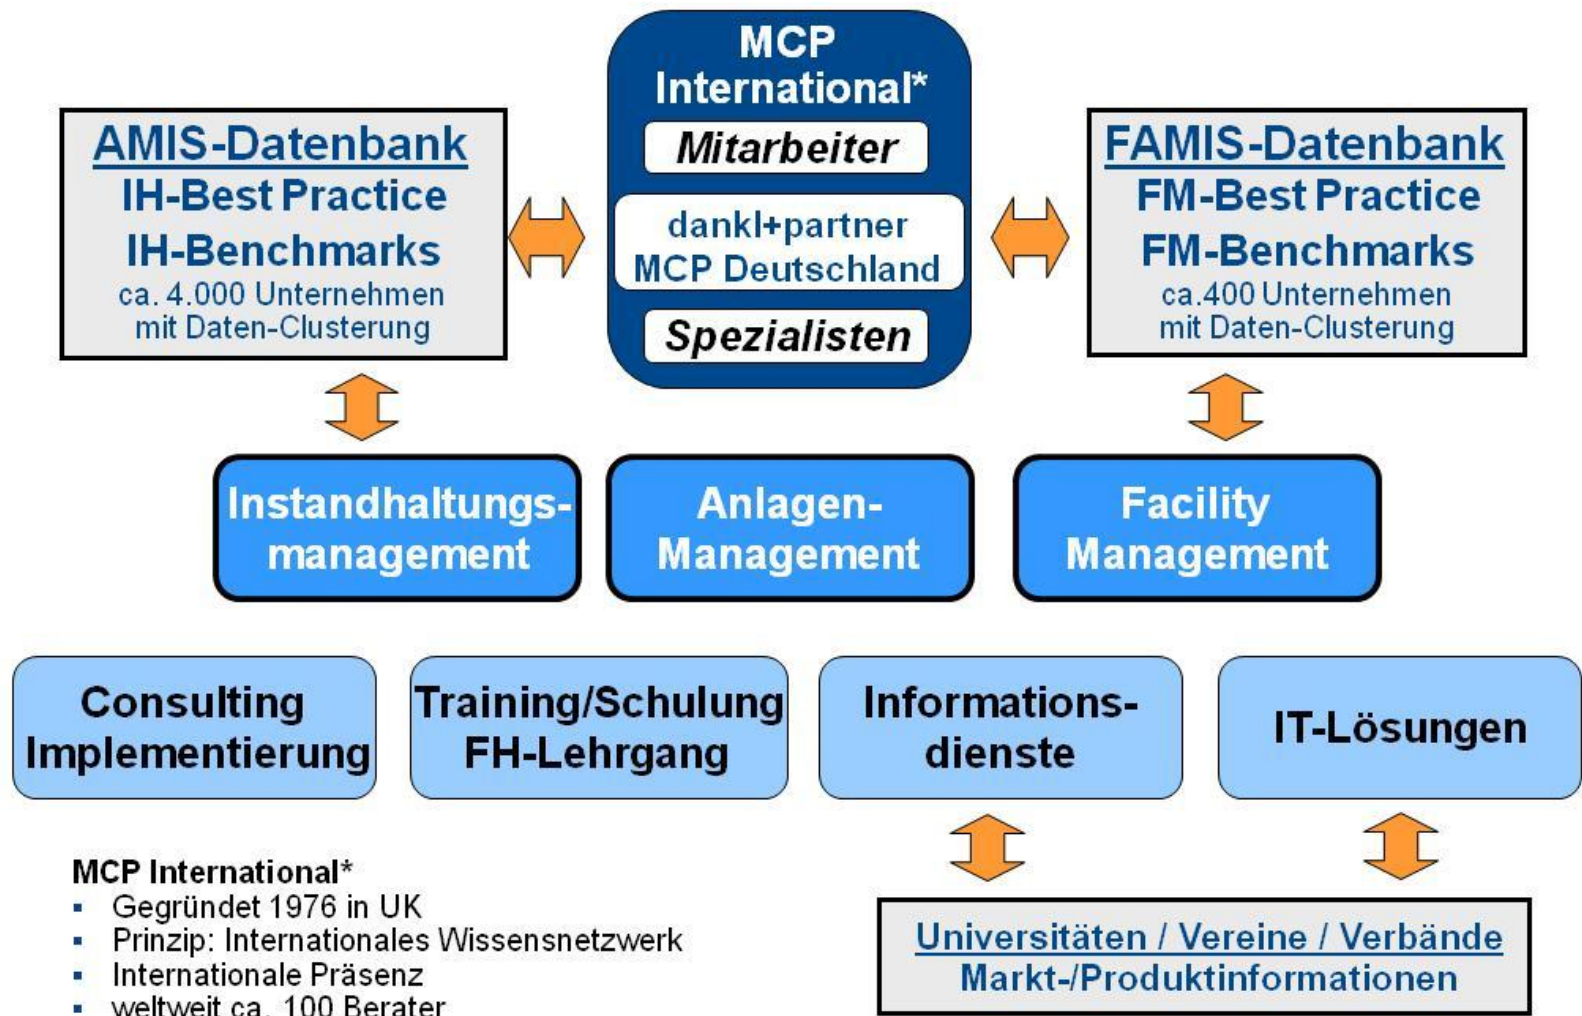 MCP
International*
Mitarbeiter
dankl+partner
MCP Deutschland
Spezialisten
AMIS-Datenbank
IH-Best Practice
IH-Benchmarks
ca. 4.000 Unternehmen
mit Daten-Clusterung
FAMIS-Datenbank
FM-Best Practice
FM-Benchmarks
ca.400 Unternehmen
mit Daten-Clusterung
Instandhaltungs-
management
Anlagen-
Management
Facility
Management
Consulting
Implementierung
Training/Schulung
FH-Lehrgang
Informations-
dienste
IT-Lösungen
MCP International*
▪ Gegründet 1976 in UK
▪ Prinzip: Internationales Wissensnetzwerk
▪ Internationale Präsenz
▪ weltweit ca. 100 Berater
Universitäten / Vereine / Verbände
Markt-/Produktinformationen